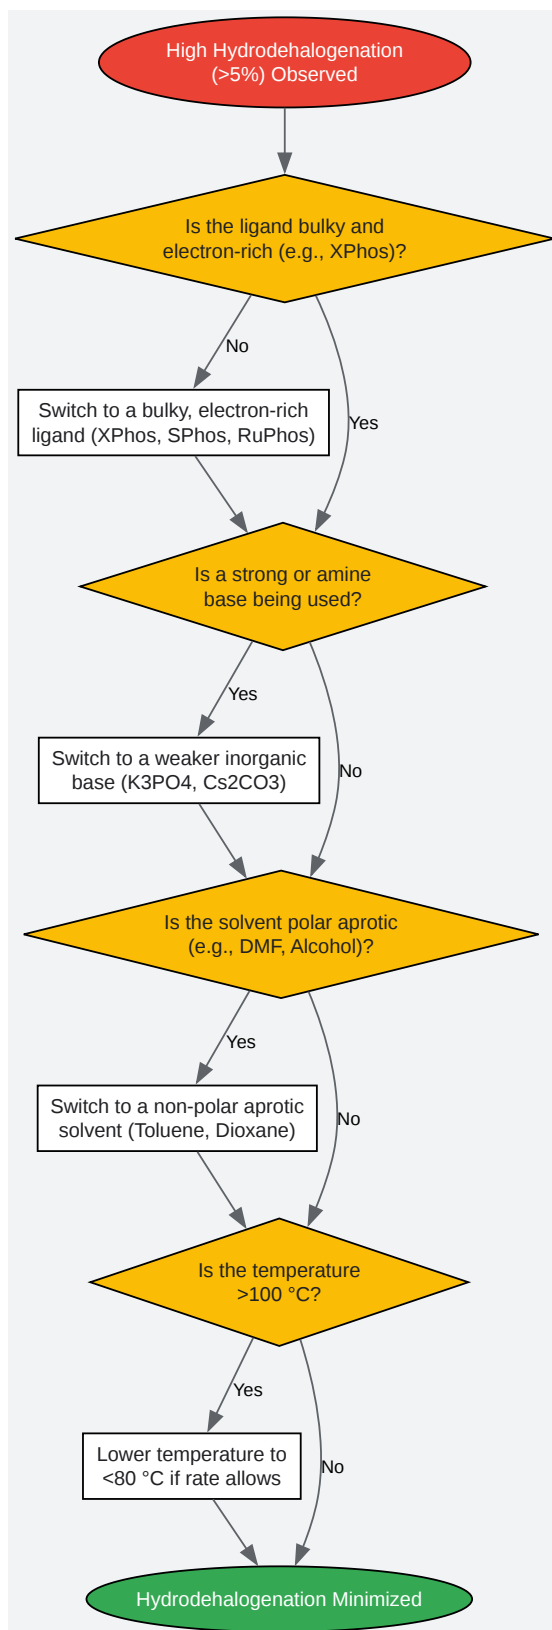 High Hydrodehalogenation
(>5%) Observed
Is the ligand bulky and
electron-rich (e.g., XPhos)?
No
Switch to a bulky, electron-rich
ligand (XPhos, SPhos, RuPhos)
Yes
Is a strong or amine
base being used?
Yes
Switch to a weaker inorganic
base (K3PO4, Cs2CO3)
No
Is the solvent polar aprotic
(e.g., DMF, Alcohol)?
Yes
Switch to a non-polar aprotic
solvent (Toluene, Dioxane)
No
Is the temperature
>100 °C?
Yes
Lower temperature to
<80 °C if rate allows
No
Hydrodehalogenation Minimized